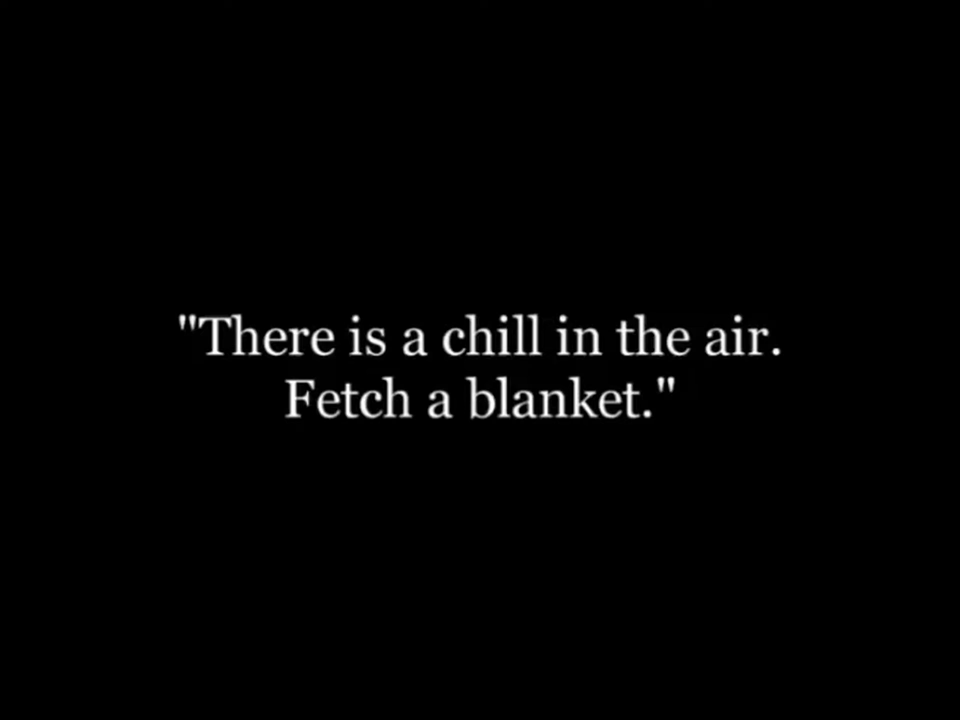 "There is a chill in the air.
Fetch a blanket."